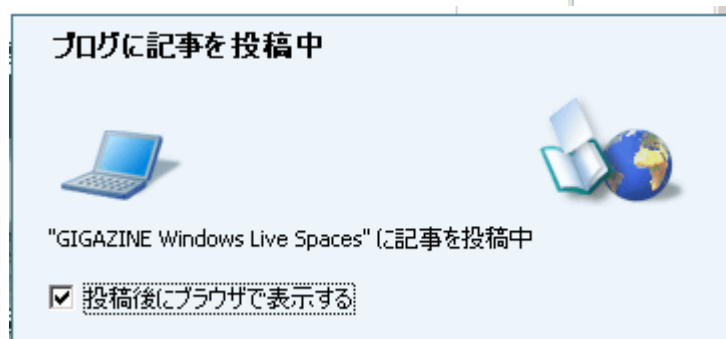 ブログに記事を投稿中
"GIGAZINE Windows Live Spaces" に記事を投稿中
投稿後にブラウザで表示する